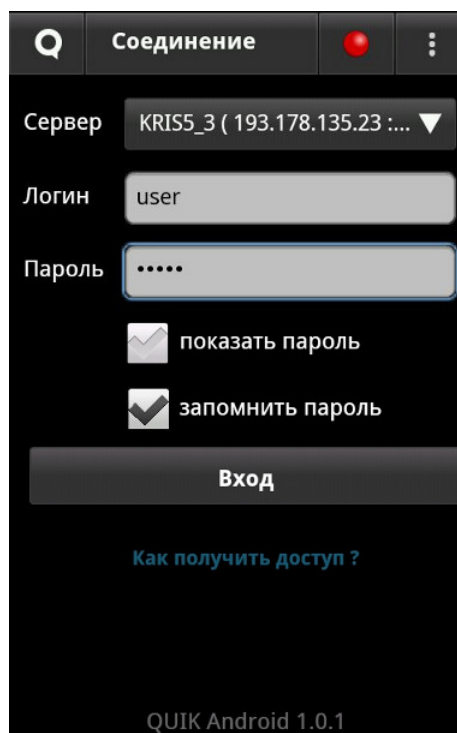 Соединение
Сервер KRIS5_3 ( 193.178.135.23 :...
Логин user
Пароль •••••
показать пароль
запомнить пароль
Вход
Как получить доступ ?
QUIK Android 1.0.1